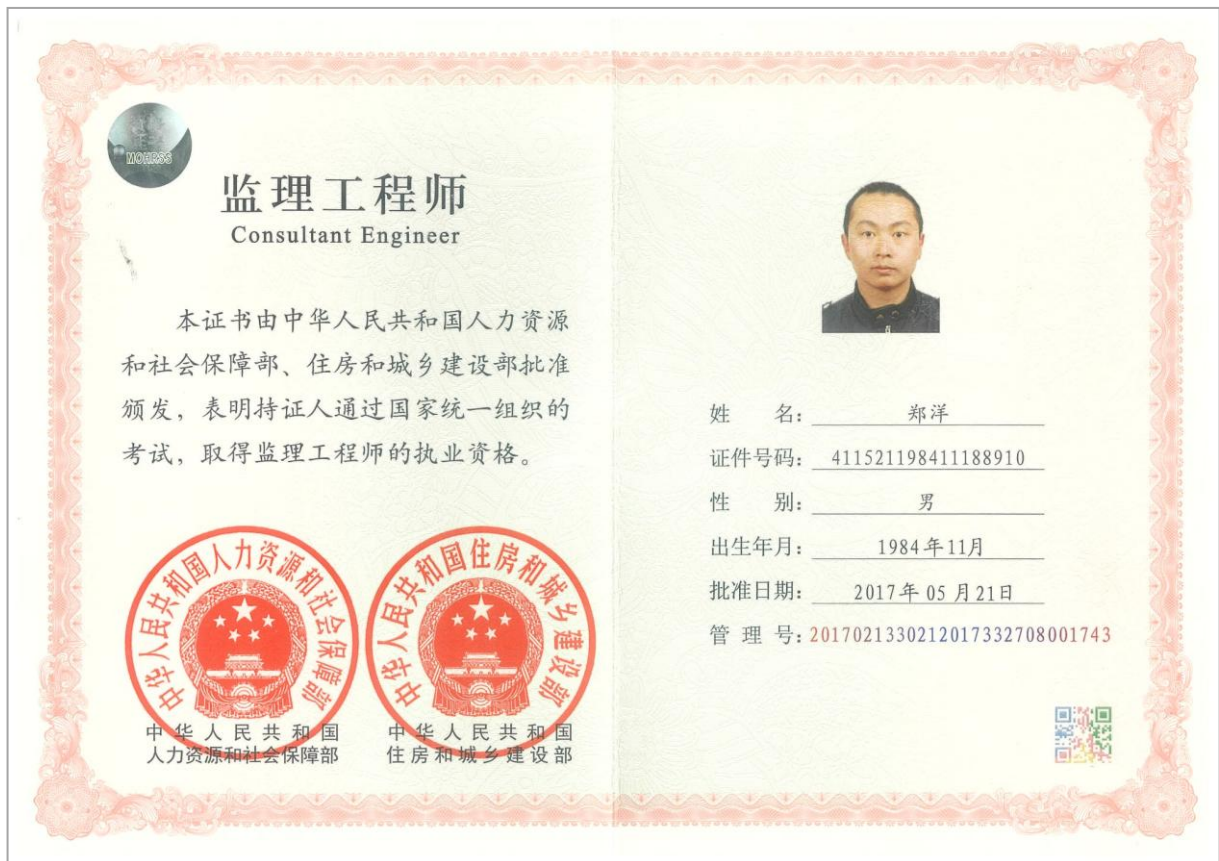 MOHRSS
监理工程师
Consultant Engineer
本证书由中华人民共和国人力资源
和社会保障部、住房和城乡建设部批准
颁发，表明持证人通过国家统一组织的
考试，取得监理工程师的执业资格。
中华人民共和国人力资源和社会保障部
中华人民共和国住房和城乡建设部
中华人民共和国
人力资源和社会保障部
中华人民共和国
住房和城乡建设部
姓 名：郑洋
证件号码：411521198411188910
性 别：男
出生年月：1984年11月
批准日期：2017年05月21日
管 理 号：2017021330212017332708001743